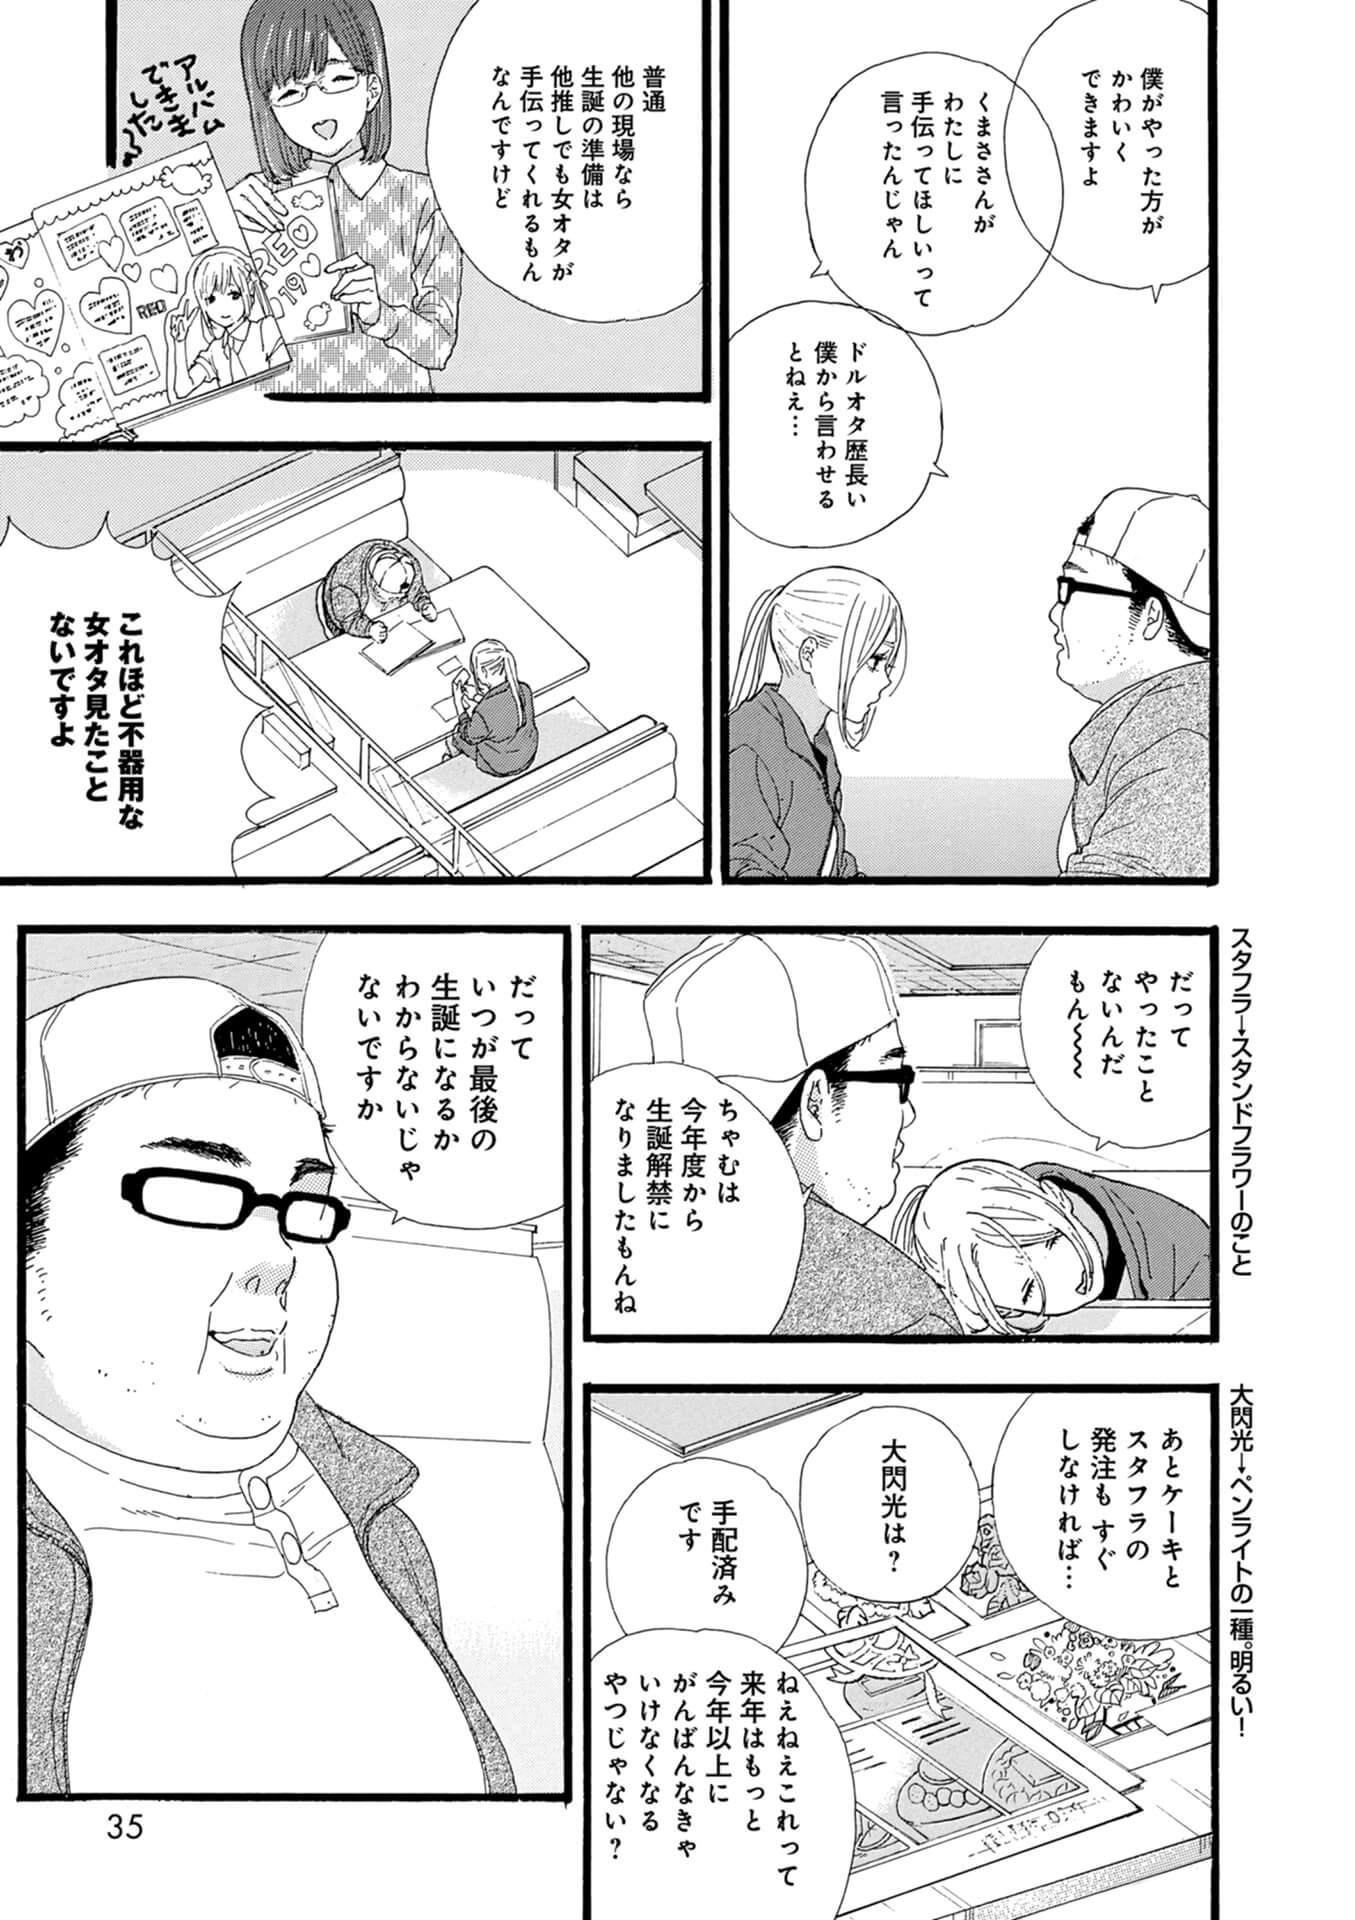 僕がやった方が
かわいく
できますよ
くまささんが
わたしに
手伝ってほしいって
言ったんじゃん
ドルオタ歴長い
僕から言わせる
とねえ…
普通
他の現場なら
生誕の準備は
他推しでも女オタが
手伝ってくれるもん
なんですけど
アルバム
できま
した〜♪
REO
2019
REO
これほど不器用な
女オタ見たこと
ないですよ
だって
やったこと
ないんだ
もん〜〜
ちゃむは
今年度から
生誕解禁に
なりましたもんね
スタフラ→スタンドフラワーのこと
だって
いつが最後の
生誕になるか
わからないじゃ
ないですか
あとケーキと
スタフラの
発注もすぐ
しなければ…
大閃光は?
手配済み
です
ねえねえこれって
来年はもっと
今年以上に
がんばんなきゃ
いけなくなる
やつじゃない?
大閃光→ペンライトの一種。明るい!
35